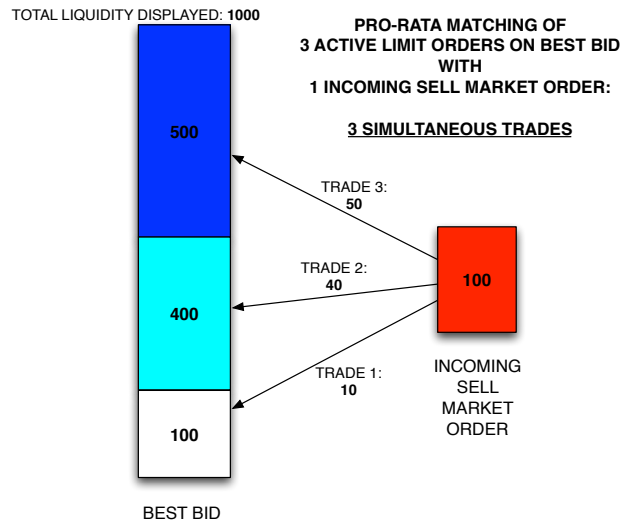 TOTAL LIQUIDITY DISPLAYED: 1000
PRO-RATA MATCHING OF
3 ACTIVE LIMIT ORDERS ON BEST BID
WITH
1 INCOMING SELL MARKET ORDER:
3 SIMULTANEOUS TRADES
500
TRADE 3:
50
TRADE 2:
40
100
400
TRADE 1:
10
INCOMING
SELL
MARKET
ORDER
100
BEST BID